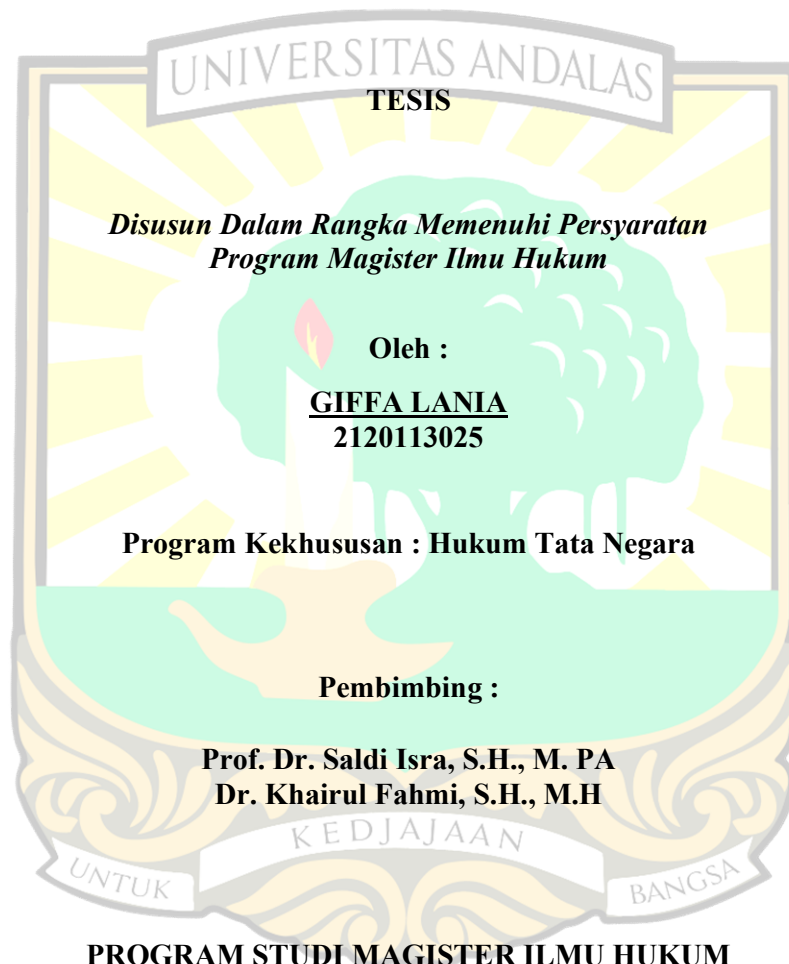 UNIVERSITAS ANDALAS
TESIS
Disusun Dalam Rangka Memenuhi Persyaratan
Program Magister Ilmu Hukum
Oleh :
GIFFA LANIA
2120113025
Program Kekhususan : Hukum Tata Negara
Pembimbing :
Prof. Dr. Saldi Isra, S.H., M. PA
Dr. Khairul Fahmi, S.H., M.H
KEDJAJAAN
UNTUK BANGSA
PROGRAM STUDI MAGISTER ILMU HUKUM